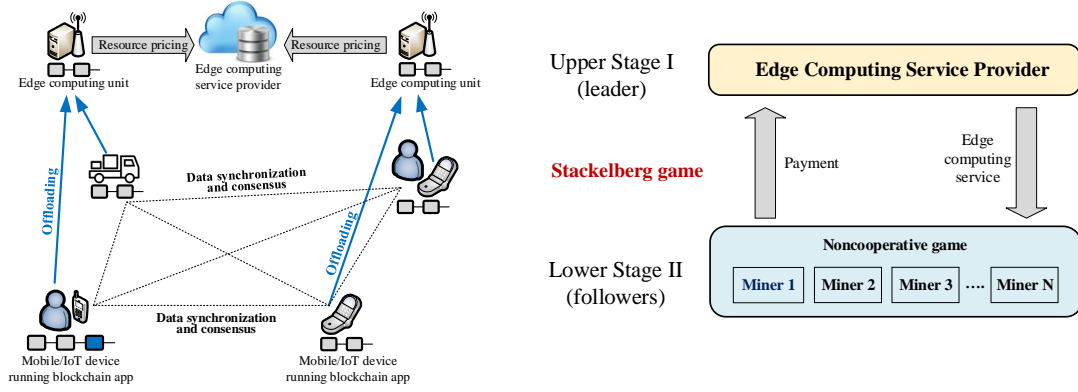 Resource pricing
Resource pricing
Edge computing unit
Edge computing
service provider
Edge computing unit
Offloading
Data synchronization
and consensus
Offloading
Data synchronization
and consensus
Mobile/IoT device
running blockchain app
Mobile/IoT device
running blockchain app
Upper Stage I
(leader)
Edge Computing Service Provider
Stackelberg game
Payment
Edge
computing
service
Lower Stage II
(followers)
Noncooperative game
Miner 1
Miner 2
Miner 3
....
Miner N